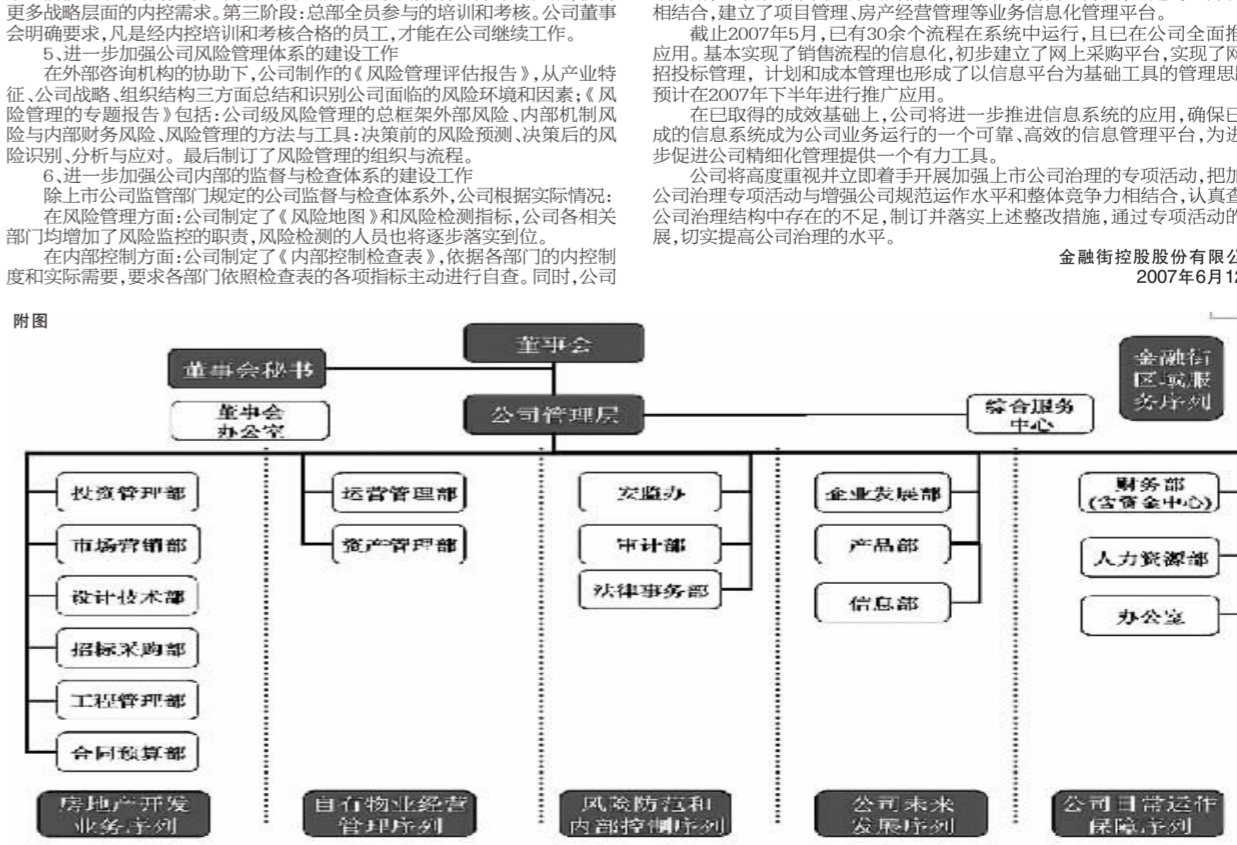 更多战略层面的内控需求。第三阶段:总部全员参与的培训和考核。公司董事
会明确要求,凡是经内控培训和考核合格的员工,才能在公司继续工作。
5、进一步加强公司风险管理体系的建设工作
在外部咨询机构的协助下,公司制作的《风险管理评估报告》,从产业特
征、公司战略、组织结构三方面总结和识别公司面临的风险环境和因素;《风
险管理的专题报告》包括:公司级风险管理的总框架外部风险、内部机制风
险与内部财务风险、风险管理的方法与工具:决策前的风险预测、决策后的风
险识别、分析与应对。最后制订了风险管理的组织与流程。
6、进一步加强公司内部的监督与检查体系的建设工作
除上市公司监管部门规定的公司监督与检查体系外,公司根据实际情况:
在风险管理方面:公司制定了《风险地图》和风险检测指标,公司各相关
部门均增加了风险监控的职责,风险检测的人员也将逐步落实到位。
在内部控制方面:公司制定了《内部控制检查表》,依据各部门的内控制
度和实际需要,要求各部门依照检查表的各项指标主动进行自查。同时,公司
相结合,建立了项目管理、房产经营管理等业务信息化管理平台。
截止2007年5月,已有30余个流程在系统中运行,且已在公司全面推
应用。基本实现了销售流程的信息化,初步建立了网上采购平台,实现了网
招投标管理,计划和成本管理也形成了以信息平台为基础工具的管理思
预计在2007年下半年进行推广应用。
在已取得的成效基础上,公司将进一步推进信息系统的应用,确保已
成的信息系统成为公司业务运行的一个可靠、高效的信息管理平台,为进
步促进公司精细化管理提供一个有力工具。
公司将高度重视并立即着手开展加强上市公司治理的专项活动,把加
公司治理专项活动与增强公司规范运作水平和整体竞争力相结合,认真查
公司治理结构中存在的不足,制订并落实上述整改措施,通过专项活动的
展,切实提高公司治理的水平。
金融街控股股份有限公
2007年6月12
附图
董事会
董事会秘书
董事会
办公室
公司管理层
综合服务
中心
金融街
区域服
务序列
投资管理部
市场营销部
设计技术部
招标采购部
工程管理部
合同预算部
运营管理部
资产管理部
安监办
审计部
法律事务部
企业发展部
产品部
信息部
财务部
(含资金中心)
人力资源部
办公室
房地产开发
业务序列
自有物业经营
管理序列
风险防范和
内部控制序列
公司未来
发展序列
公司日常运作
保障序列